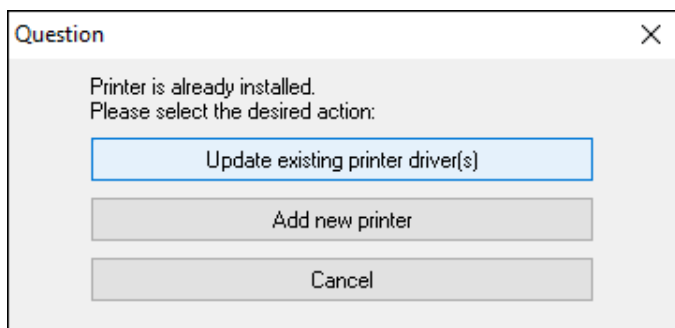 Question
Printer is already installed.
Please select the desired action:
Update existing printer driver(s)
Add new printer
Cancel